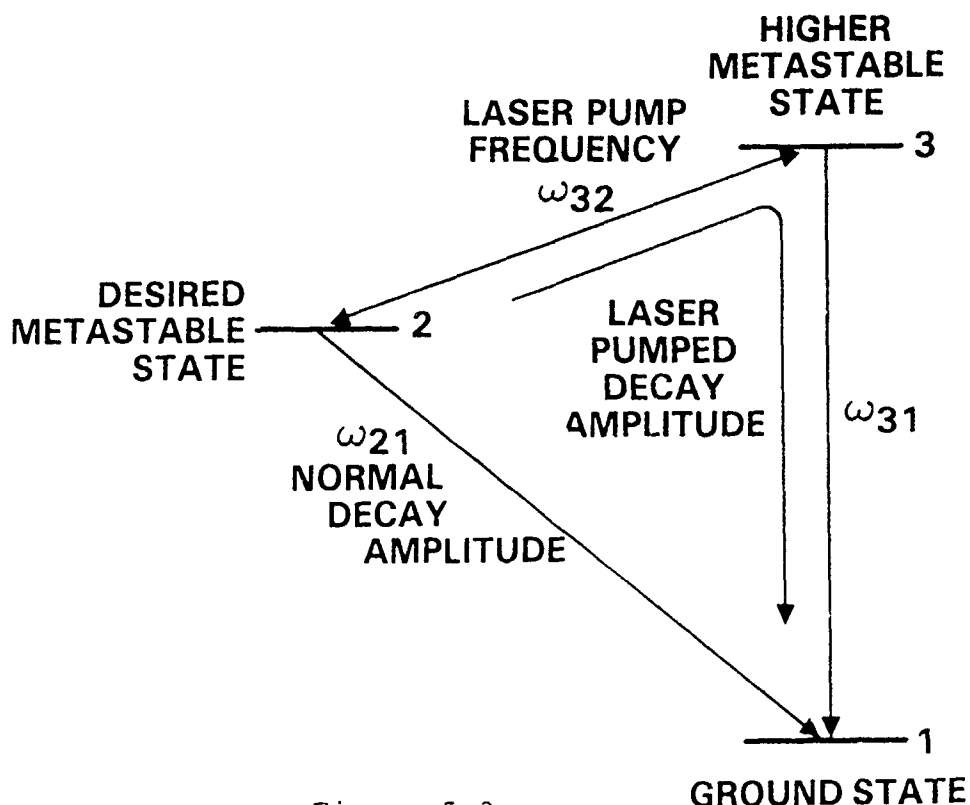 HIGHER
METASTABLE
STATE
3
LASER PUMP
FREQUENCY
ω32
DESIRED
METASTABLE
STATE
2
LASER
PUMPED
DECAY
AMPLITUDE
ω31
ω21
NORMAL
DECAY
AMPLITUDE
1
GROUND STATE